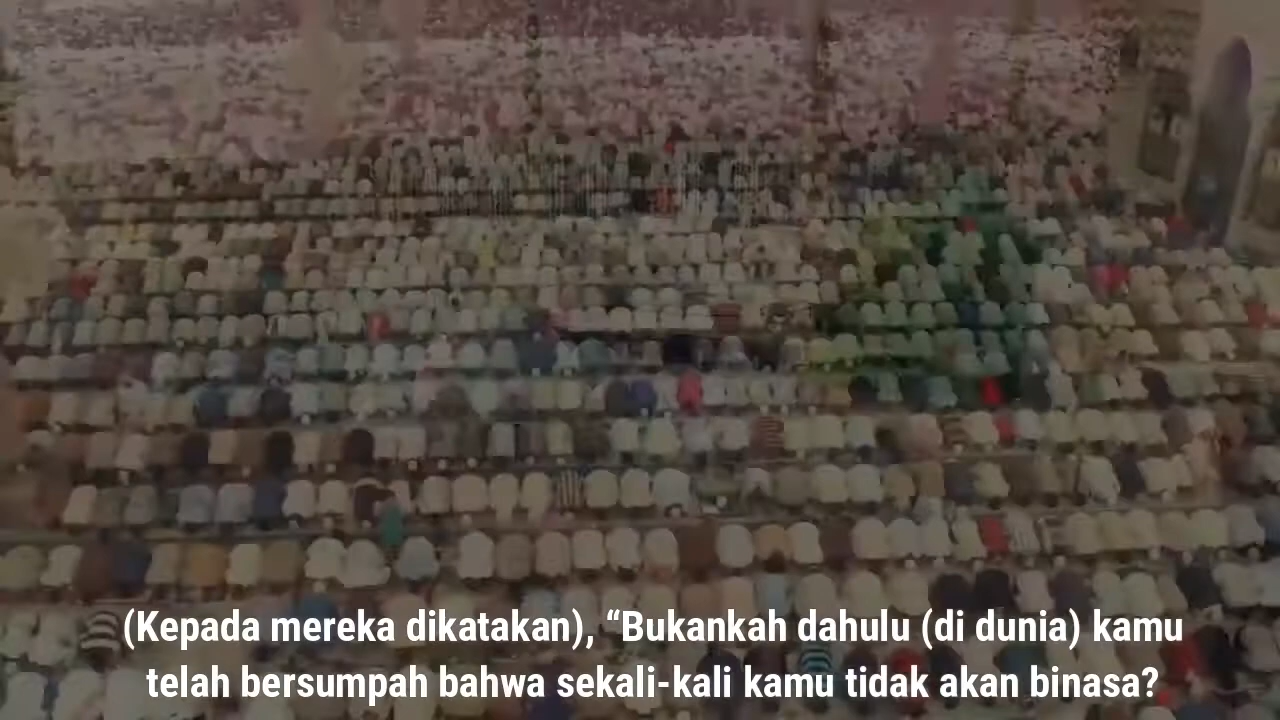 (Kepada mereka dikatakan), “Bukankah dahulu (di dunia) kamu
telah bersumpah bahwa sekali-kali kamu tidak akan binasa?